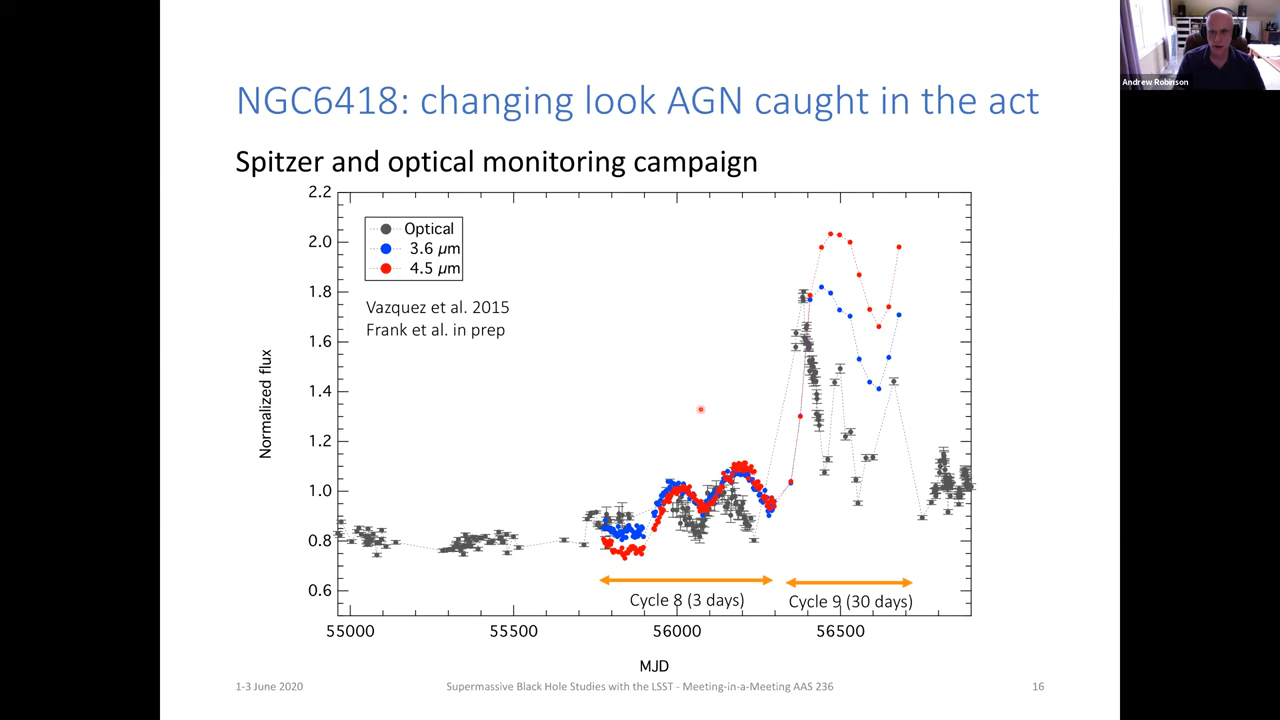 Andrew Robinson
NGC6418: changing look AGN caught in the act
Spitzer and optical monitoring campaign
2.2
2.0
1.8
1.6
1.4
1.2
1.0
0.8
0.6
Normalized flux
Optical
3.6 µm
4.5 µm
Vazquez et al. 2015
Frank et al. in prep
Cycle 8 (3 days)
Cycle 9 (30 days)
55000 55500 56000 56500
MJD
1-3 June 2020 Supermassive Black Hole Studies with the LSST - Meeting-in-a-Meeting AAS 236 16